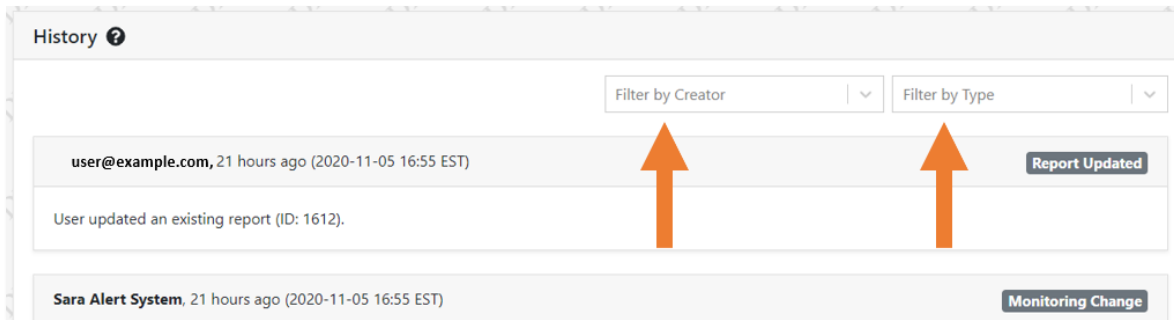 History ?
Filter by Creator Filter by Type
user@example.com, 21 hours ago (2020-11-05 16:55 EST) Report Updated
User updated an existing report (ID: 1612).
Sara Alert System, 21 hours ago (2020-11-05 16:55 EST) Monitoring Change